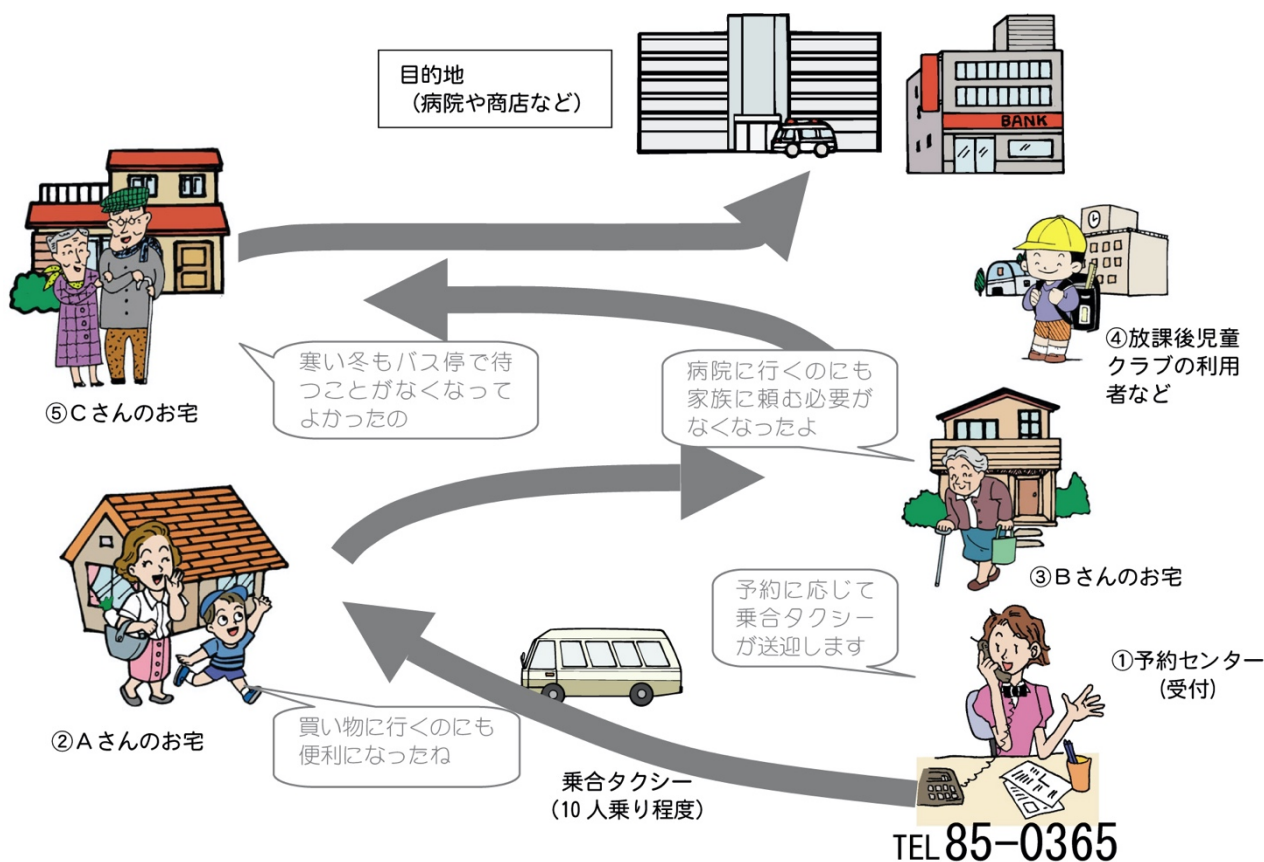 目的地
(病院や商店など)
BANK
④放課後児童
クラブの利用
者など
寒い冬もバス停で待
つことがなくなって
よかったの
病院に行くのにも
家族に頼む必要が
なくなったよ
⑤Cさんのお宅
③Bさんのお宅
予約に応じて
乗合タクシー
が送迎します
①予約センター
(受付)
②Aさんのお宅
買い物に行くのにも
便利になったね
乗合タクシー
(10人乗り程度)
TEL 85-0365